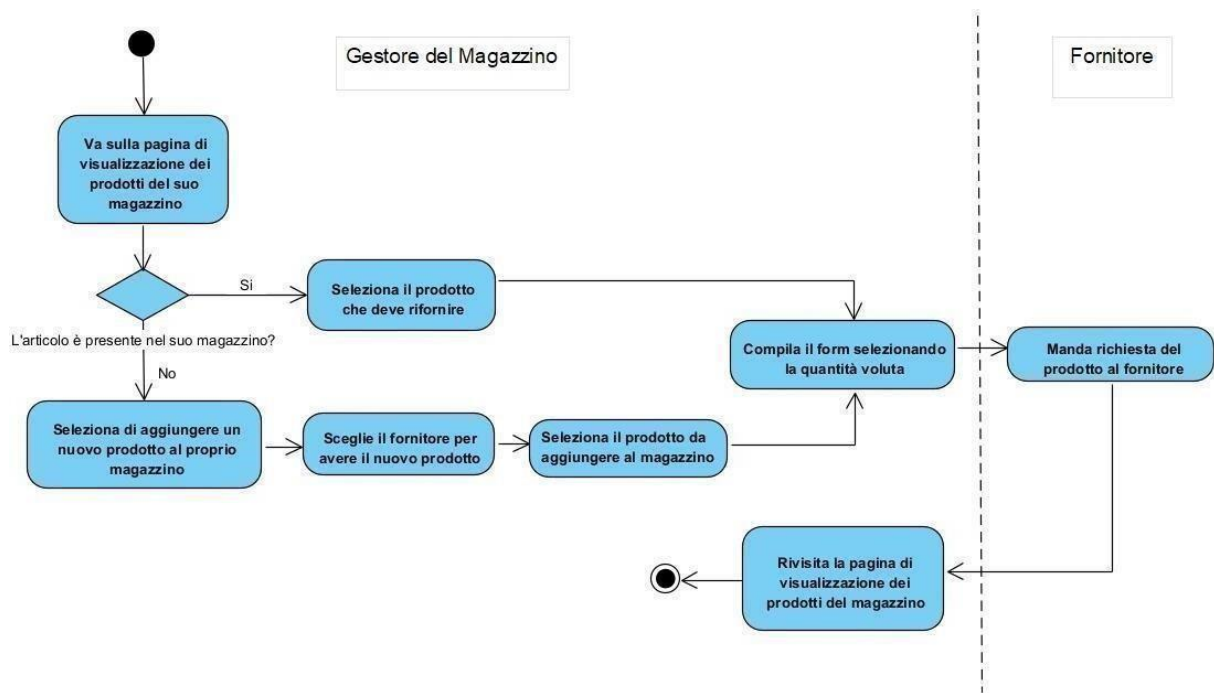 Gestore del Magazzino
Fornitore
Va sulla pagina di
visualizzazione dei
prodotti del suo
magazzino
Si
Seleziona il prodotto
che deve rifornire
L'articolo è presente nel suo magazzino?
No
Compila il form selezionando
la quantità voluta
Manda richiesta del
prodotto al fornitore
Seleziona di aggiungere un
nuovo prodotto al proprio
magazzino
Sceglie il fornitore per
avere il nuovo prodotto
Seleziona il prodotto da
aggiungere al magazzino
Rivisita la pagina di
visualizzazione dei
prodotti del magazzino